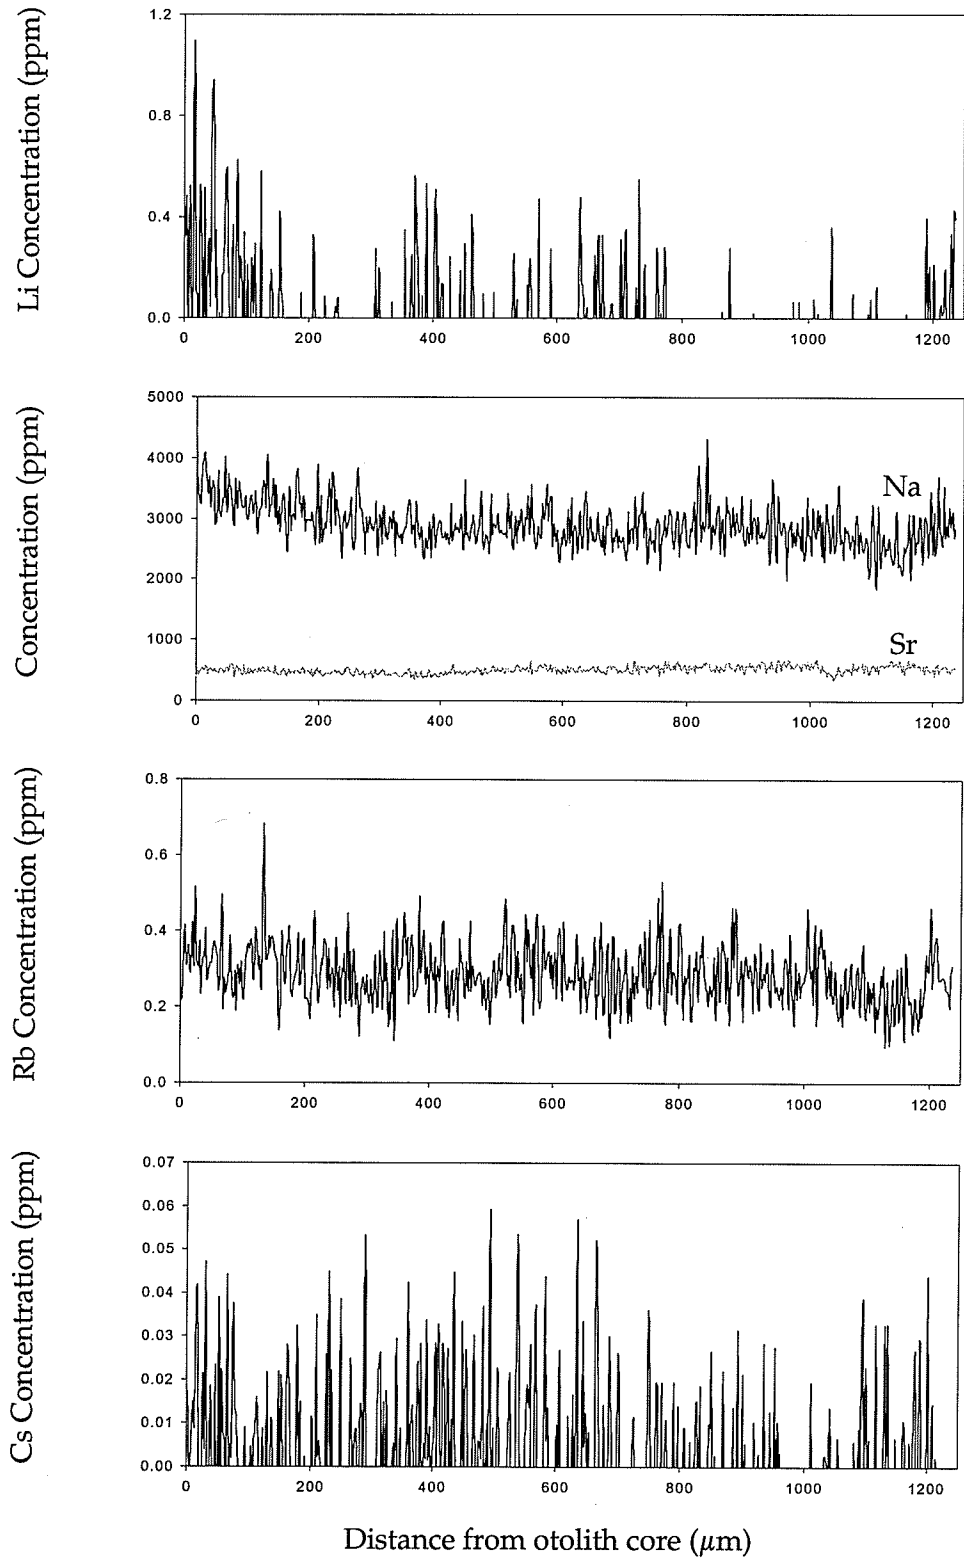 Li Concentration (ppm)
1.2
0.8
0.4
0.0
0 200 400 600 800 1000 1200
Concentration (ppm)
5000
4000
3000
2000
1000
0
Na
Sr
0 200 400 600 800 1000 1200
Rb Concentration (ppm)
0.8
0.6
0.4
0.2
0.0
0 200 400 600 800 1000 1200
Cs Concentration (ppm)
0.07
0.06
0.05
0.04
0.03
0.02
0.01
0.00
0 200 400 600 800 1000 1200
Distance from otolith core (μm)